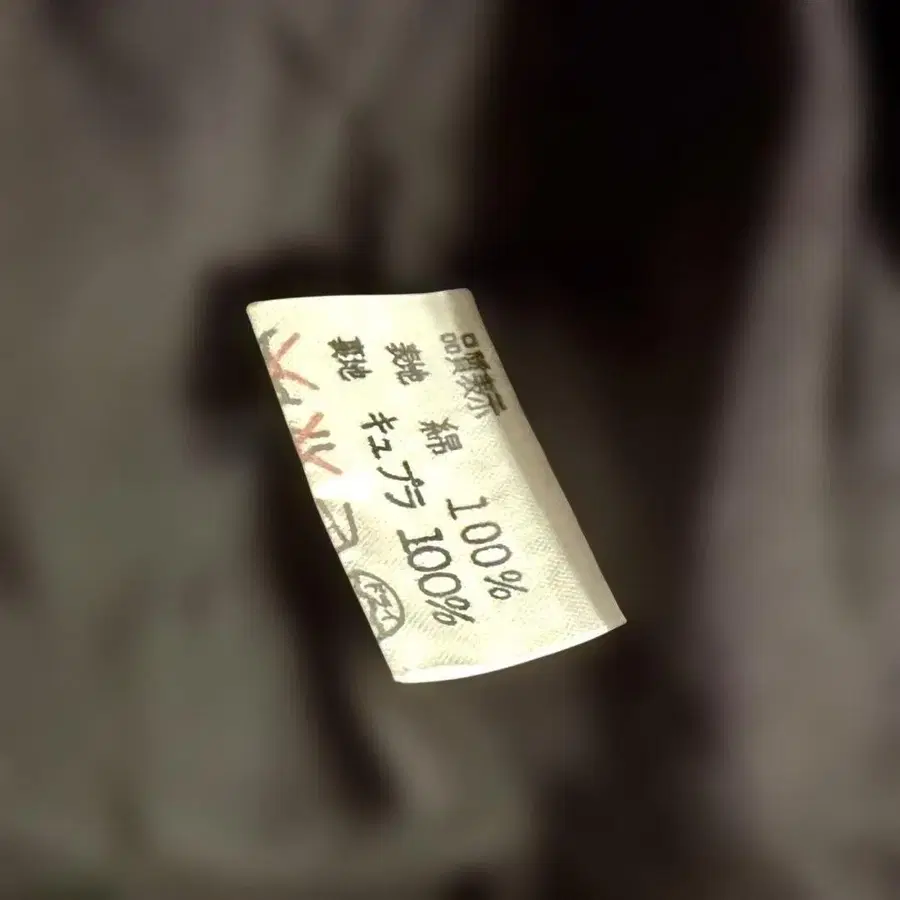 品質表示
表地 綿 100%
裏地 キュプラ 100%